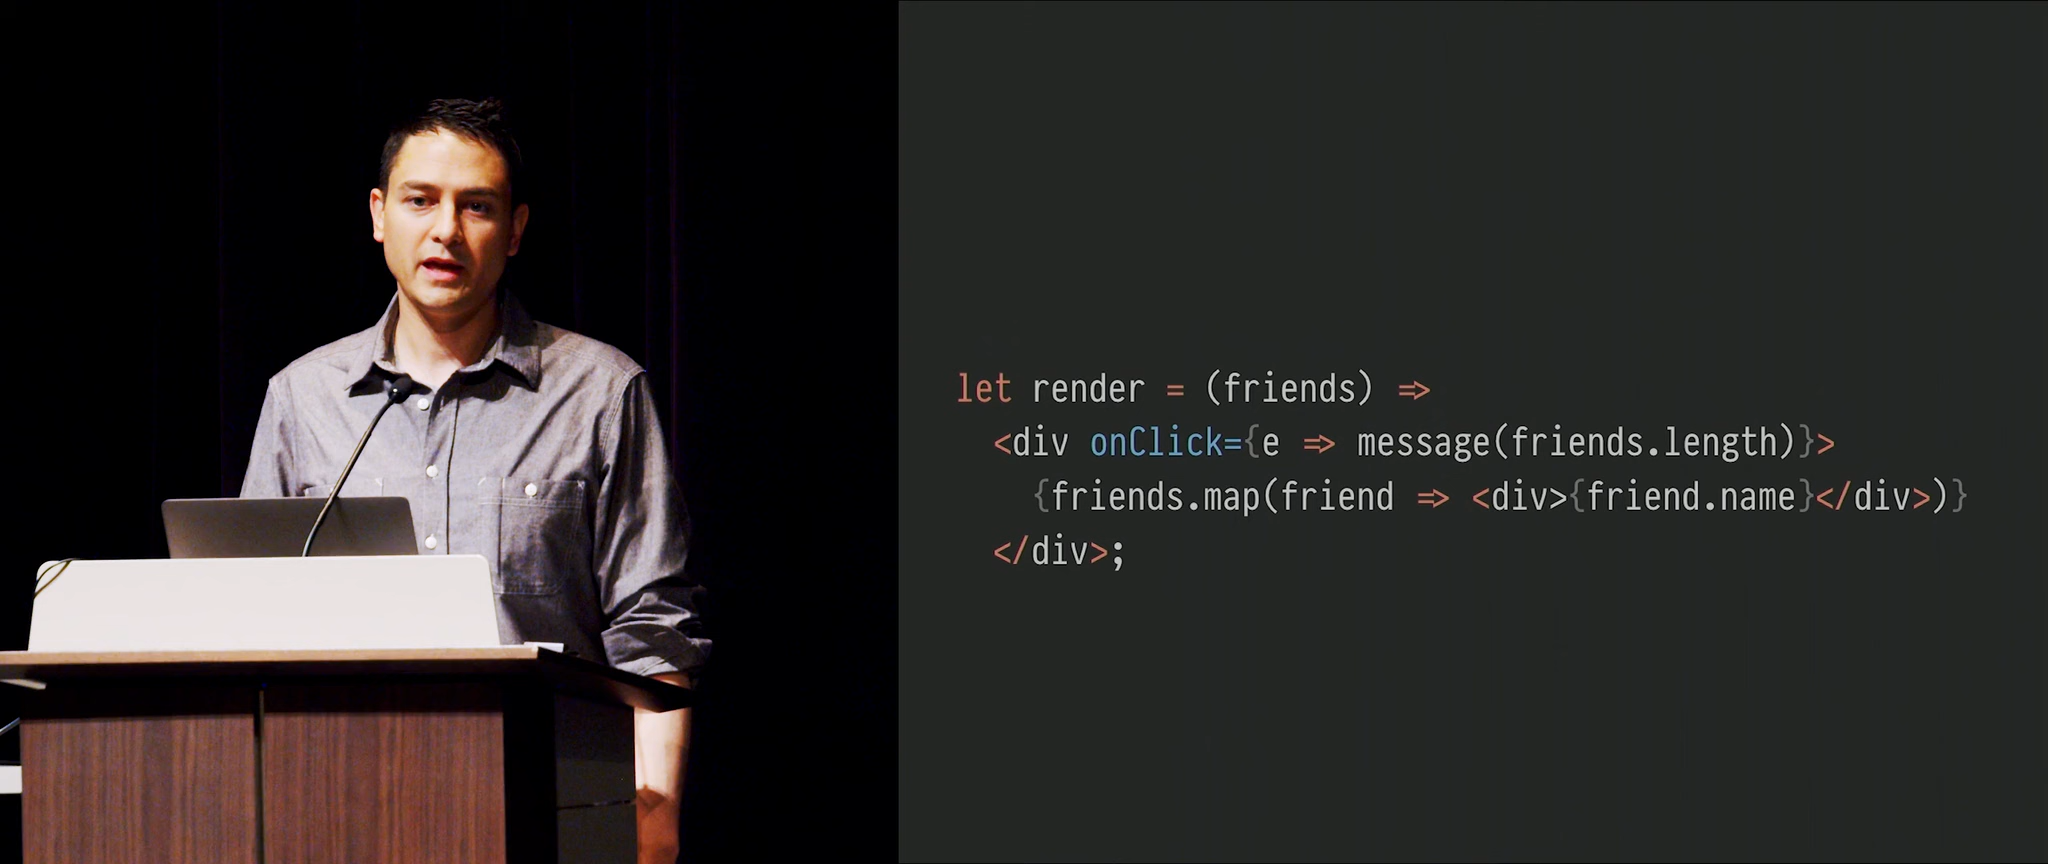 let render = (friends) =>
<div onClick={e => message(friends.length)}>
{friends.map(friend => <div>{friend.name}</div>)}
</div>;